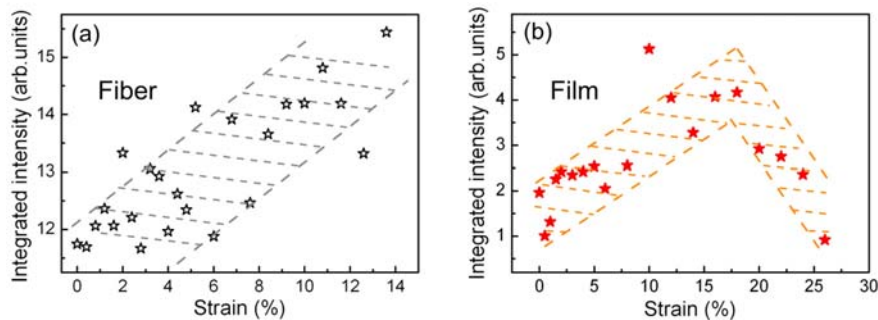 (a)
Fiber
Integrated intensity (arb.units)
15
14
13
12
0 2 4 6 8 10 12 14
Strain (%)
(b)
Film
Integrated intensity (arb.units)
5
4
3
2
1
0 5 10 15 20 25 30
Strain (%)